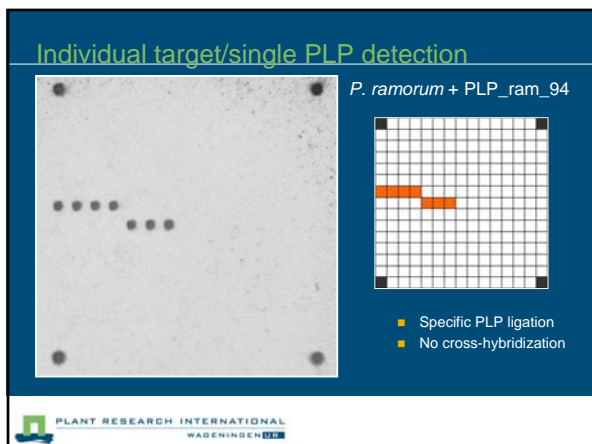 Individual target/single PLP detection
P. ramorum + PLP_ram_94
Specific PLP ligation
No cross-hybridization
PLANT RESEARCH INTERNATIONAL
WAGENINGEN UR